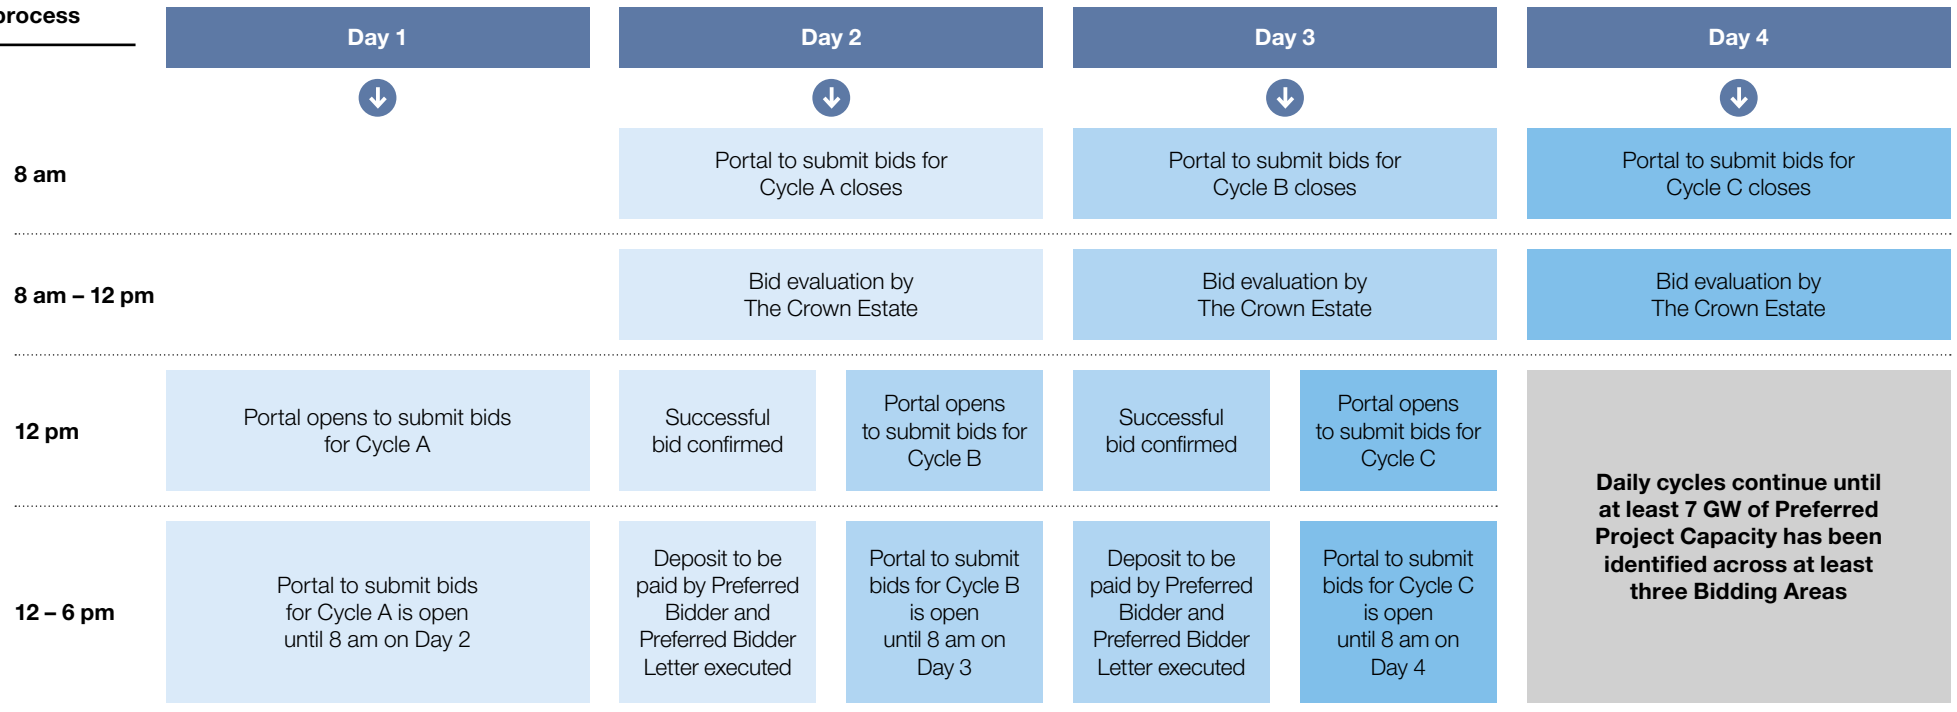 process
Day 1
Day 2
Day 3
Day 4
8 am
Portal to submit bids for
Cycle A closes
Portal to submit bids for
Cycle B closes
Portal to submit bids for
Cycle C closes
8 am – 12 pm
Bid evaluation by
The Crown Estate
Bid evaluation by
The Crown Estate
Bid evaluation by
The Crown Estate
12 pm
Portal opens to submit bids
for Cycle A
Successful
bid confirmed
Portal opens
to submit bids for
Cycle B
Successful
bid confirmed
Portal opens
to submit bids for
Cycle C
12 – 6 pm
Portal to submit bids
for Cycle A is open
until 8 am on Day 2
Deposit to be
paid by Preferred
Bidder and
Preferred Bidder
Letter executed
Portal to submit
bids for Cycle B
is open
until 8 am on
Day 3
Deposit to be
paid by Preferred
Bidder and
Preferred Bidder
Letter executed
Portal to submit
bids for Cycle C
is open
until 8 am on
Day 4
Daily cycles continue until
at least 7 GW of Preferred
Project Capacity has been
identified across at least
three Bidding Areas